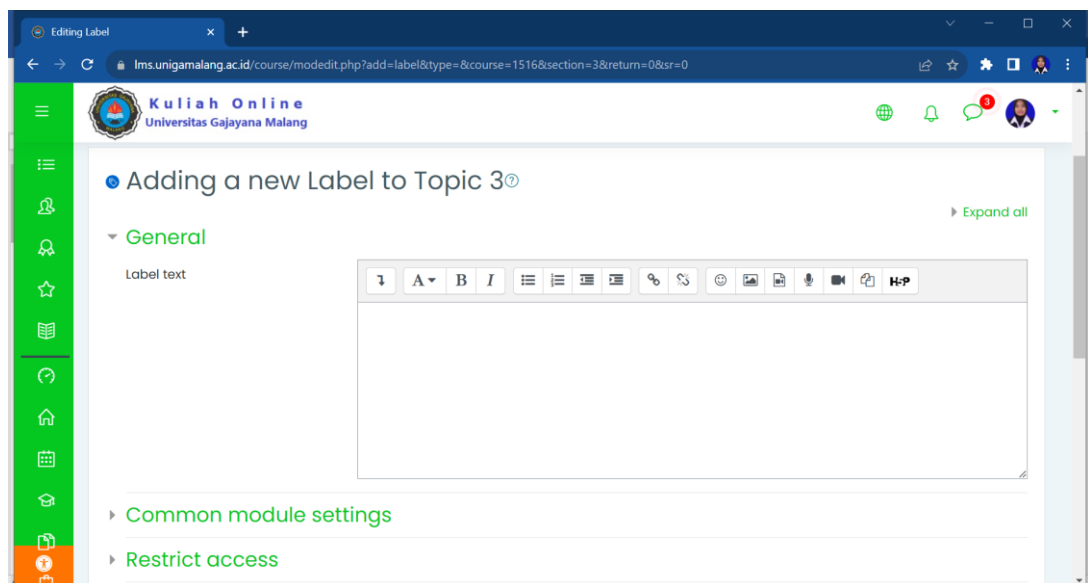 Editing Label
lms.unigamalang.ac.id/course/modedit.php?add=label&type=&course=1516&section=3&return=0&sr=0
Kuliah Online
Universitas Gajayana Malang
3
Adding a new Label to Topic 3
Expand all
General
Label text
A B I H-P
Common module settings
Restrict access